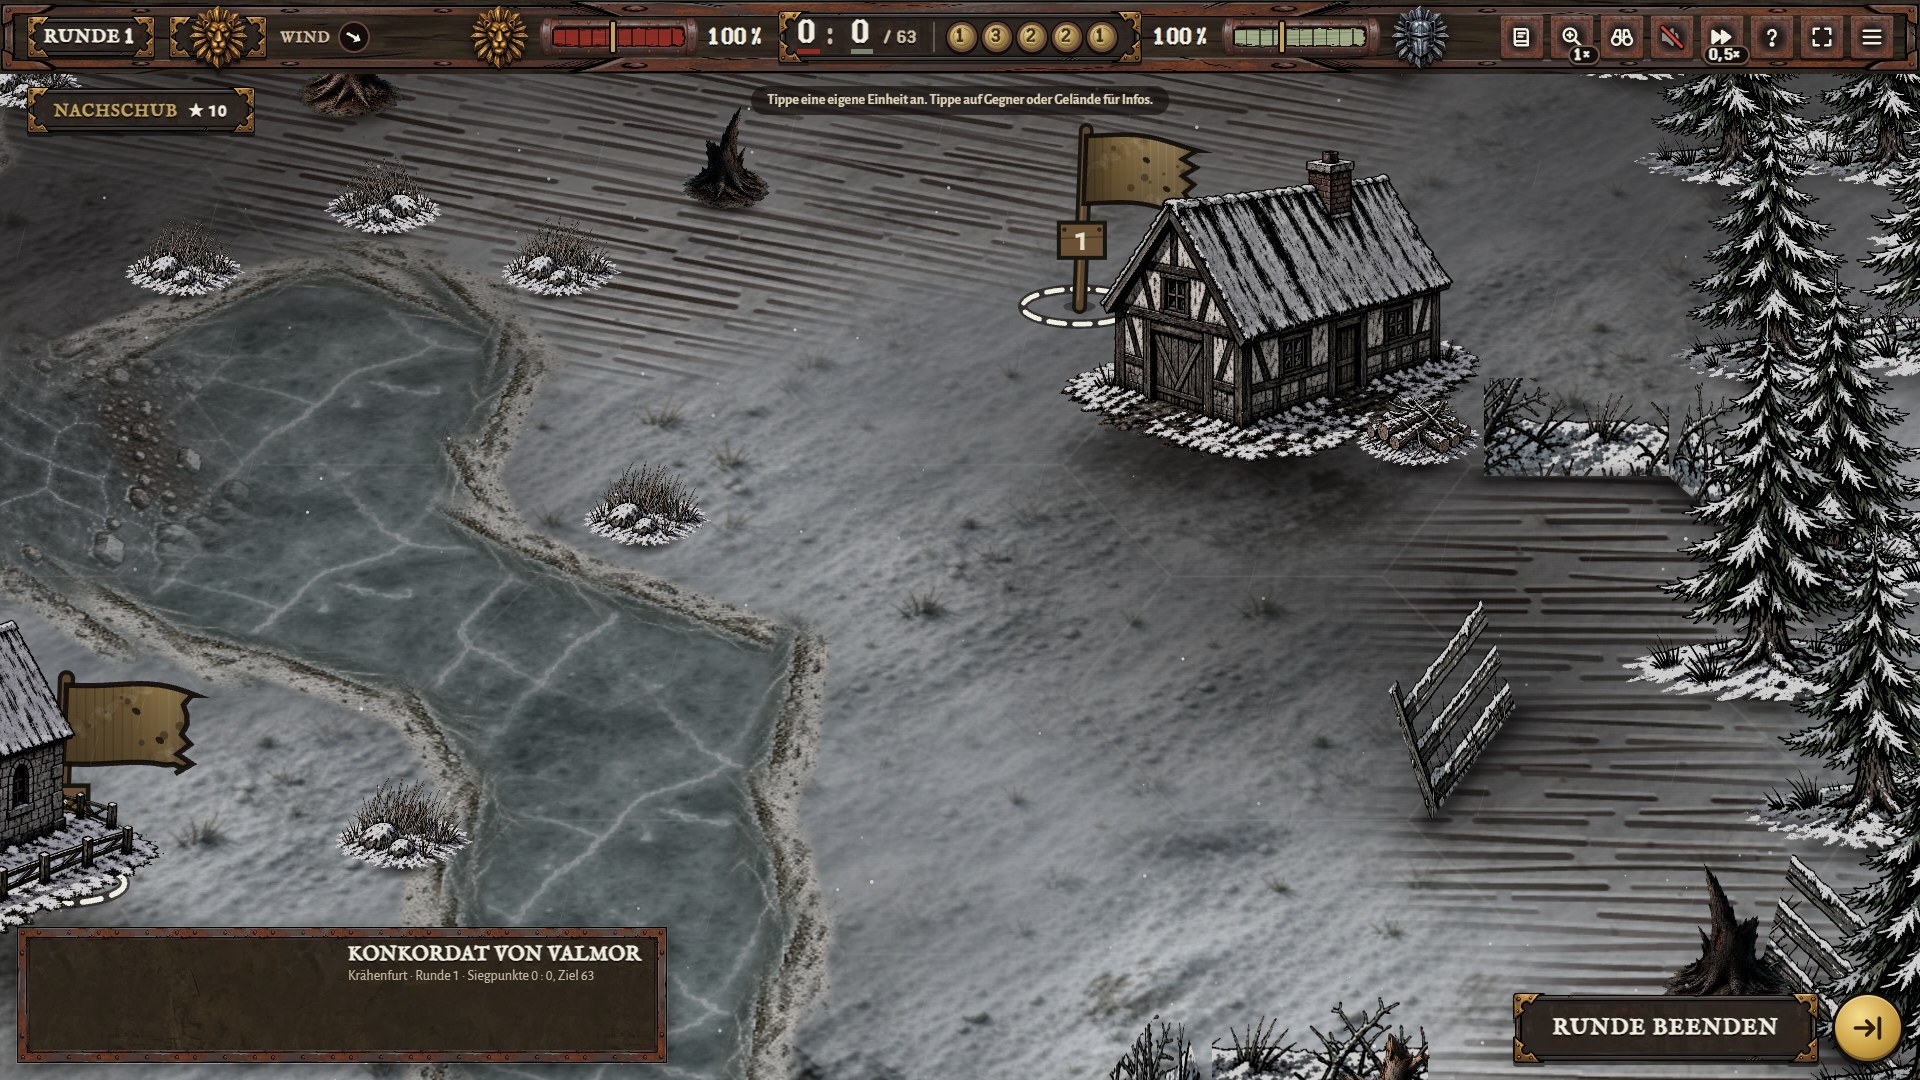 RUNDE 1
WIND
100 %
0 : 0 / 63
1 3 2 2 1
100 %
1×
0,5×
?
NACHSCHUB ★ 10
Tippe eine eigene Einheit an. Tippe auf Gegner oder Gelände für Infos.
1
KONKORDAT VON VALMOR
Krähenfurt · Runde 1 · Siegpunkte 0 : 0, Ziel 63
RUNDE BEENDEN